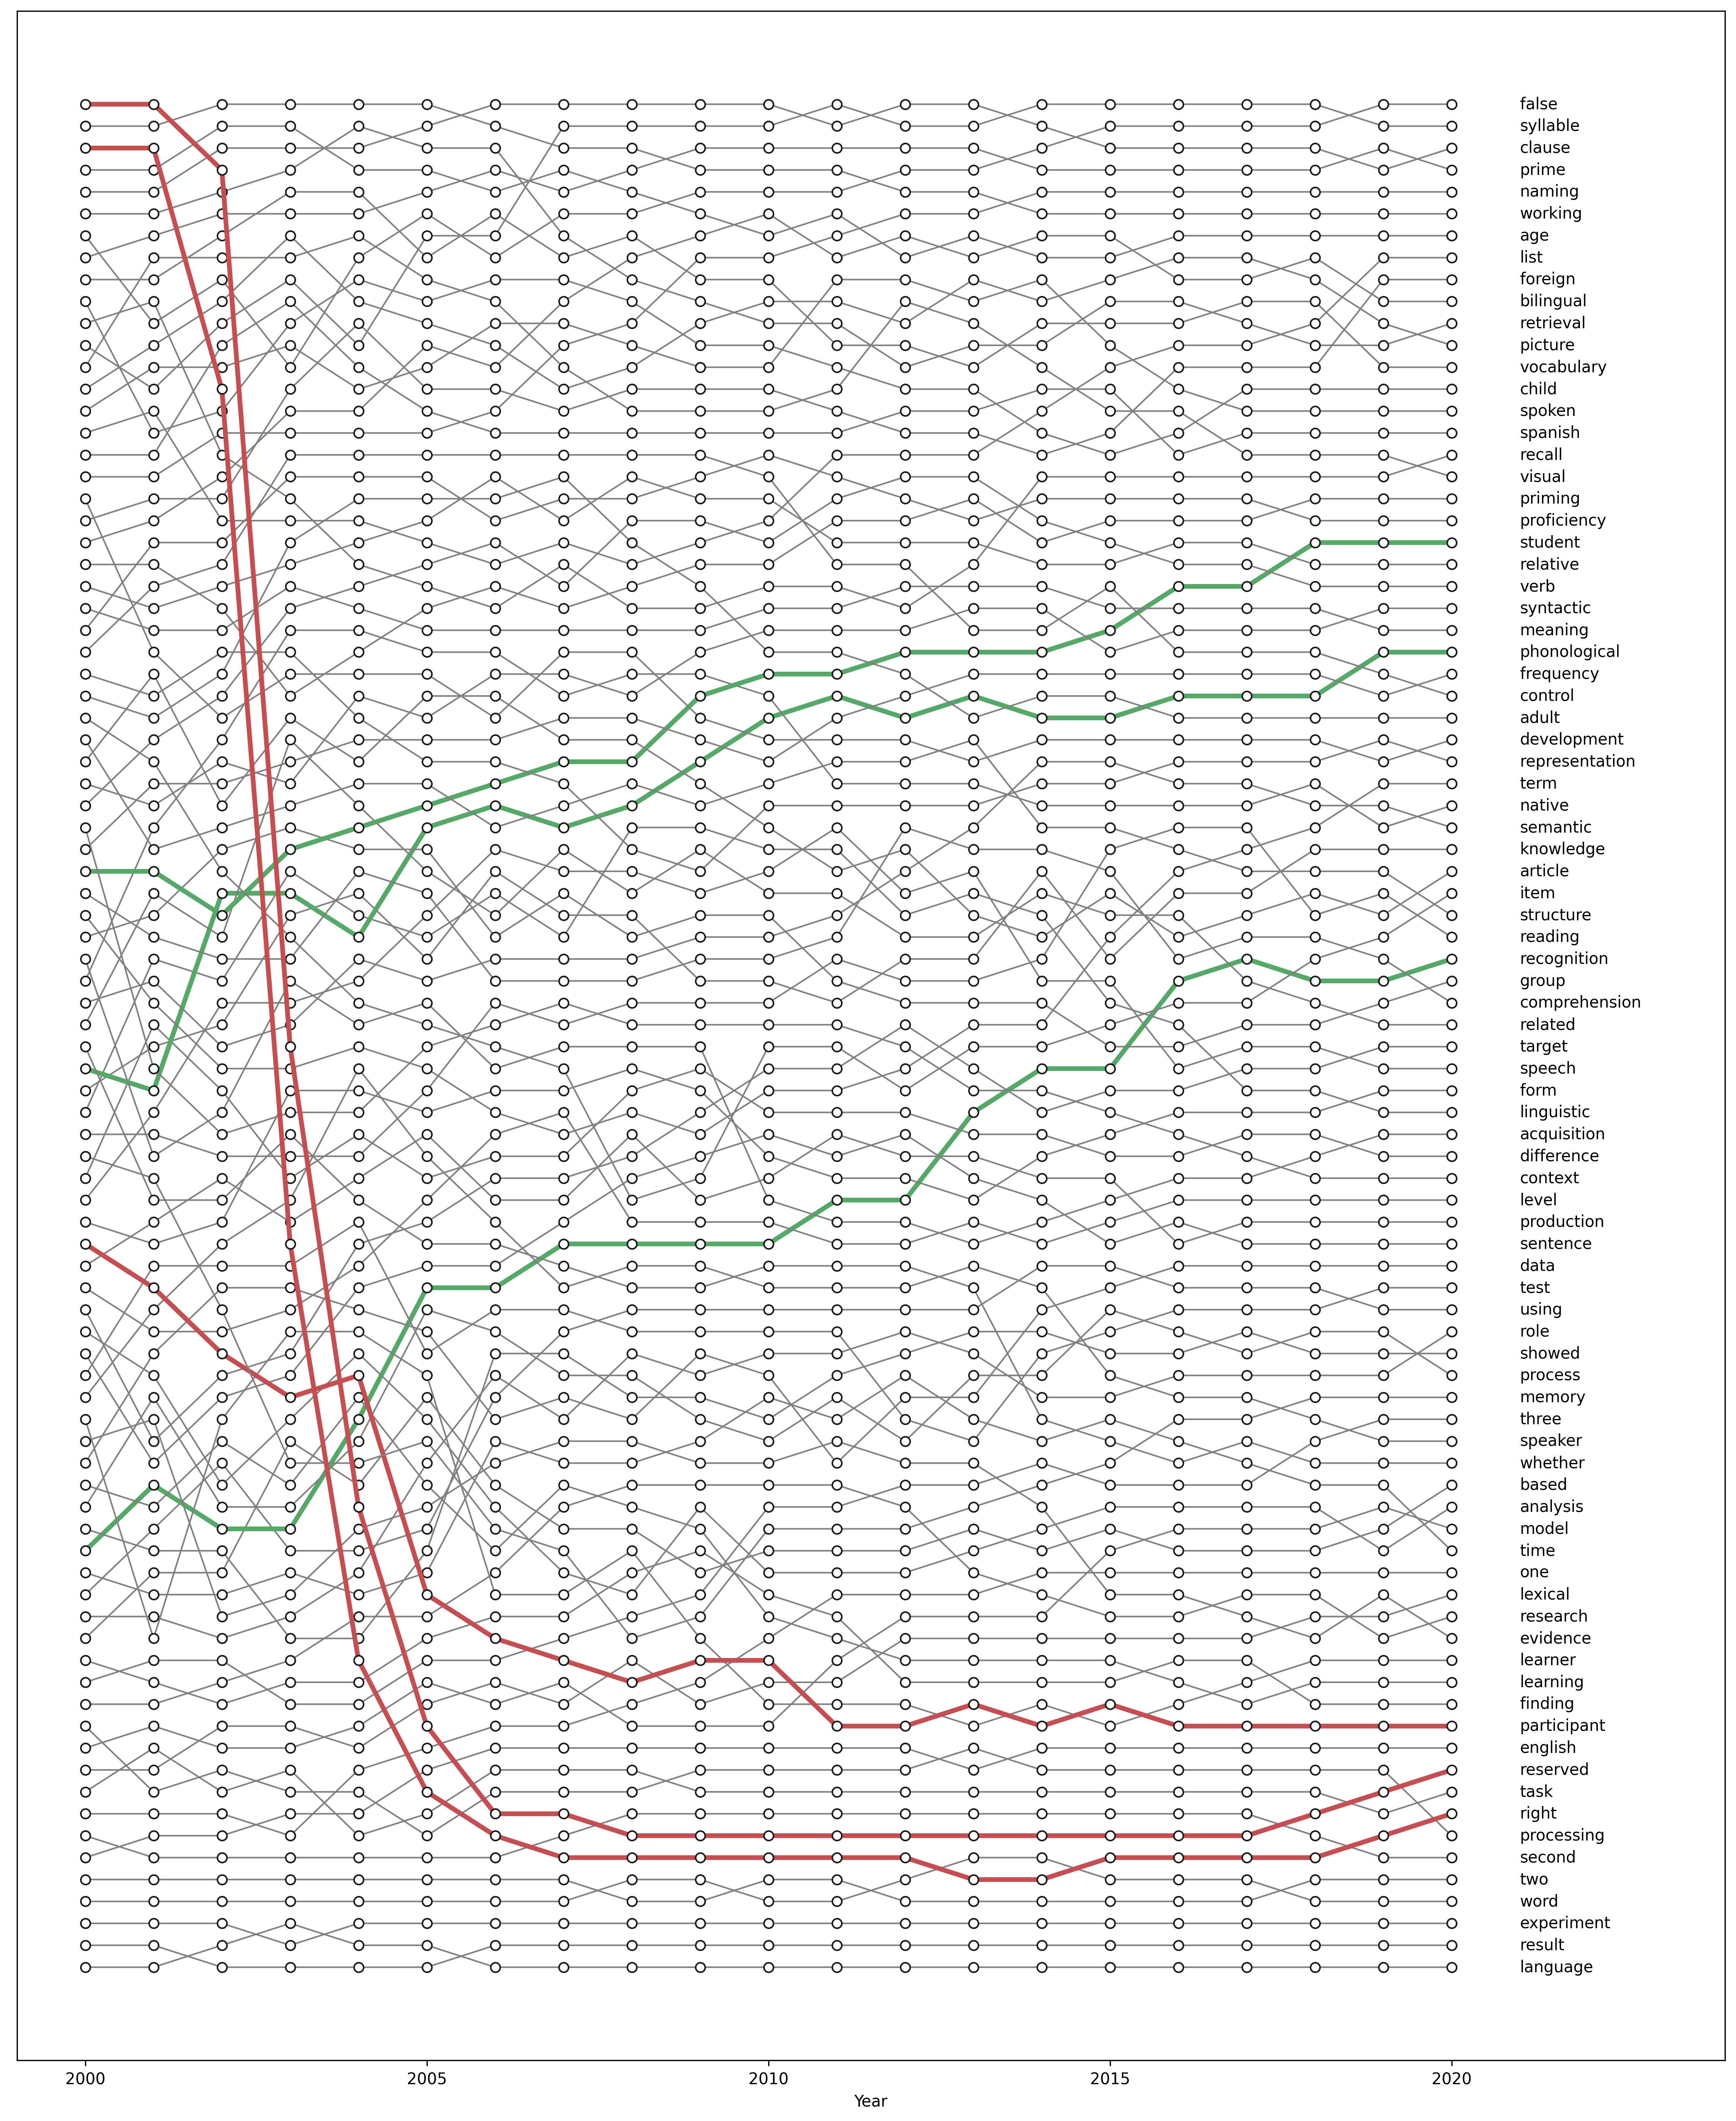 false
syllable
clause
prime
naming
working
age
list
foreign
bilingual
retrieval
picture
vocabulary
child
spoken
spanish
recall
visual
priming
proficiency
student
relative
verb
syntactic
meaning
phonological
frequency
control
adult
development
representation
term
native
semantic
knowledge
article
item
structure
reading
recognition
group
comprehension
related
target
speech
form
linguistic
acquisition
difference
context
level
production
sentence
data
test
using
role
showed
process
memory
three
speaker
whether
based
analysis
model
time
one
lexical
research
evidence
learner
learning
finding
participant
english
reserved
task
right
processing
second
two
word
experiment
result
language
2000 2005 2010 2015 2020
Year